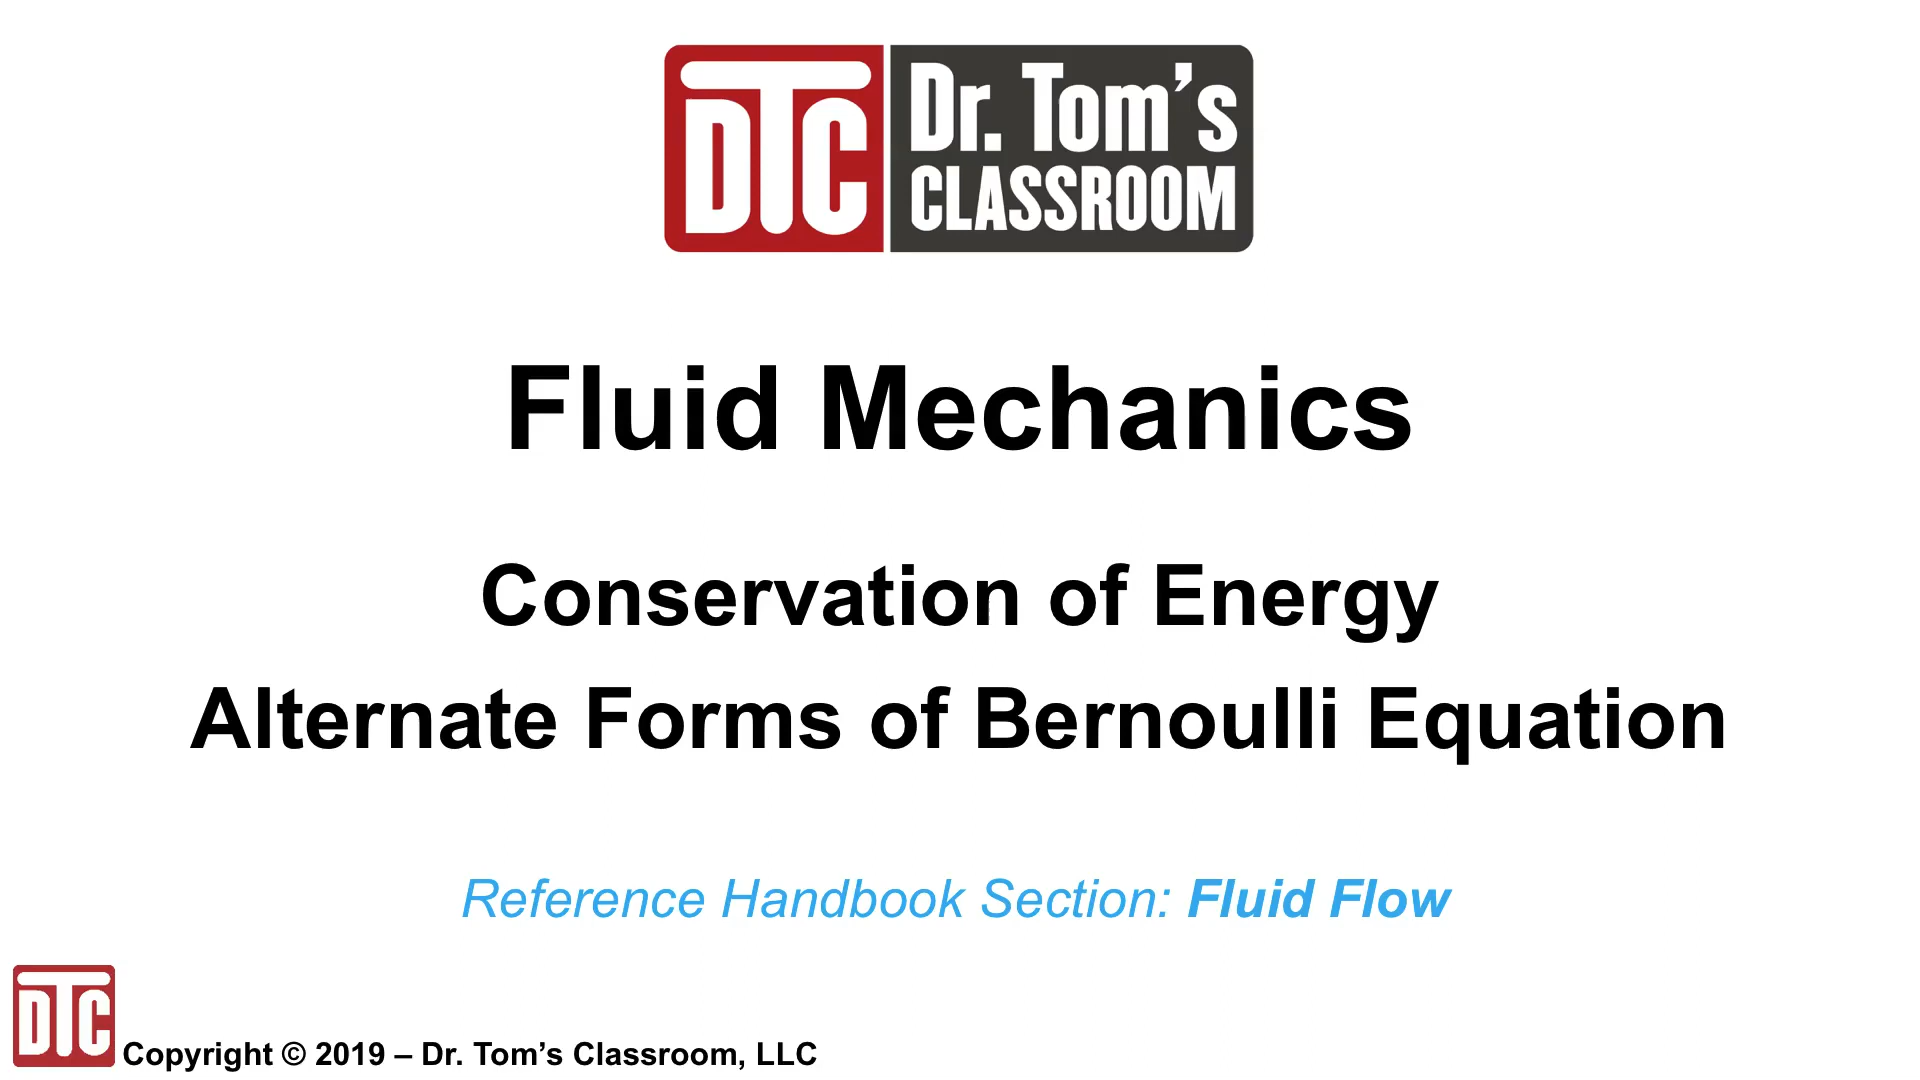 DTC Dr. Tom's
CLASSROOM
Fluid Mechanics
Conservation of Energy
Alternate Forms of Bernoulli Equation
Reference Handbook Section: Fluid Flow
DTC Copyright © 2019 – Dr. Tom's Classroom, LLC